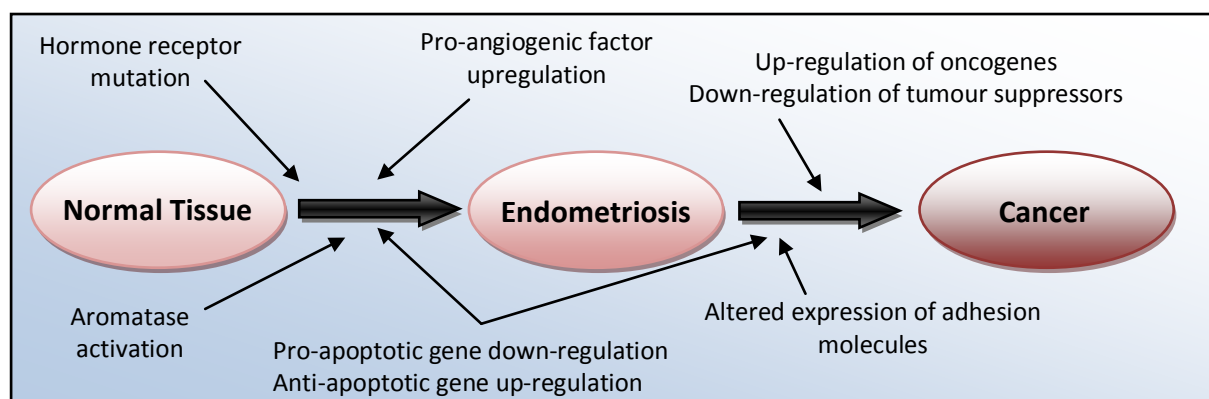 Hormone receptor
mutation
Pro-angiogenic factor
upregulation
Up-regulation of oncogenes
Down-regulation of tumour suppressors
Normal Tissue
Endometriosis
Cancer
Aromatase
activation
Pro-apoptotic gene down-regulation
Anti-apoptotic gene up-regulation
Altered expression of adhesion
molecules